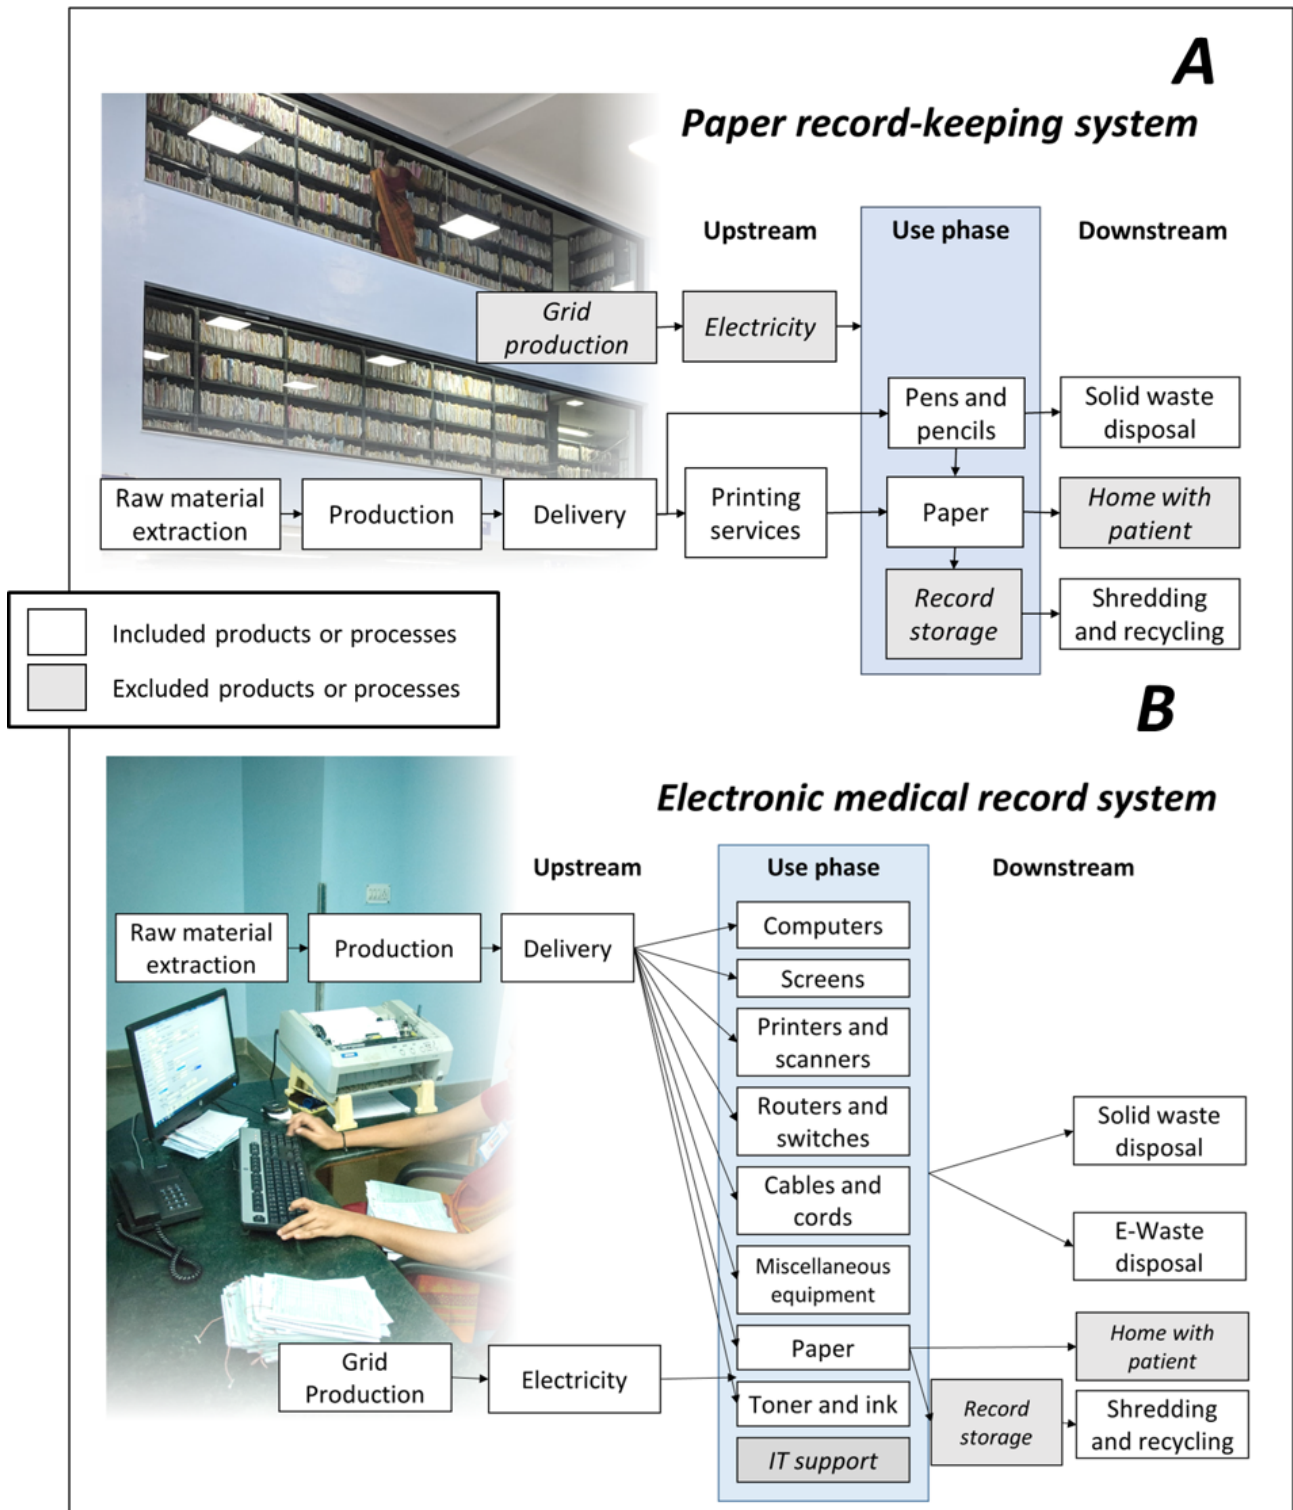 A
Paper record-keeping system
Upstream
Use phase
Downstream
Grid
production
Electricity
Pens and
pencils
Solid waste
disposal
Raw material
extraction
Production
Delivery
Printing
services
Paper
Home with
patient
Record
storage
Shredding
and recycling
Included products or processes
Excluded products or processes
B
Electronic medical record system
Upstream
Use phase
Downstream
Raw material
extraction
Production
Delivery
Computers
Screens
Printers and
scanners
Routers and
switches
Cables and
cords
Miscellaneous
equipment
Paper
Toner and ink
IT support
Solid waste
disposal
E-Waste
disposal
Home with
patient
Grid
Production
Electricity
Record
storage
Shredding
and recycling